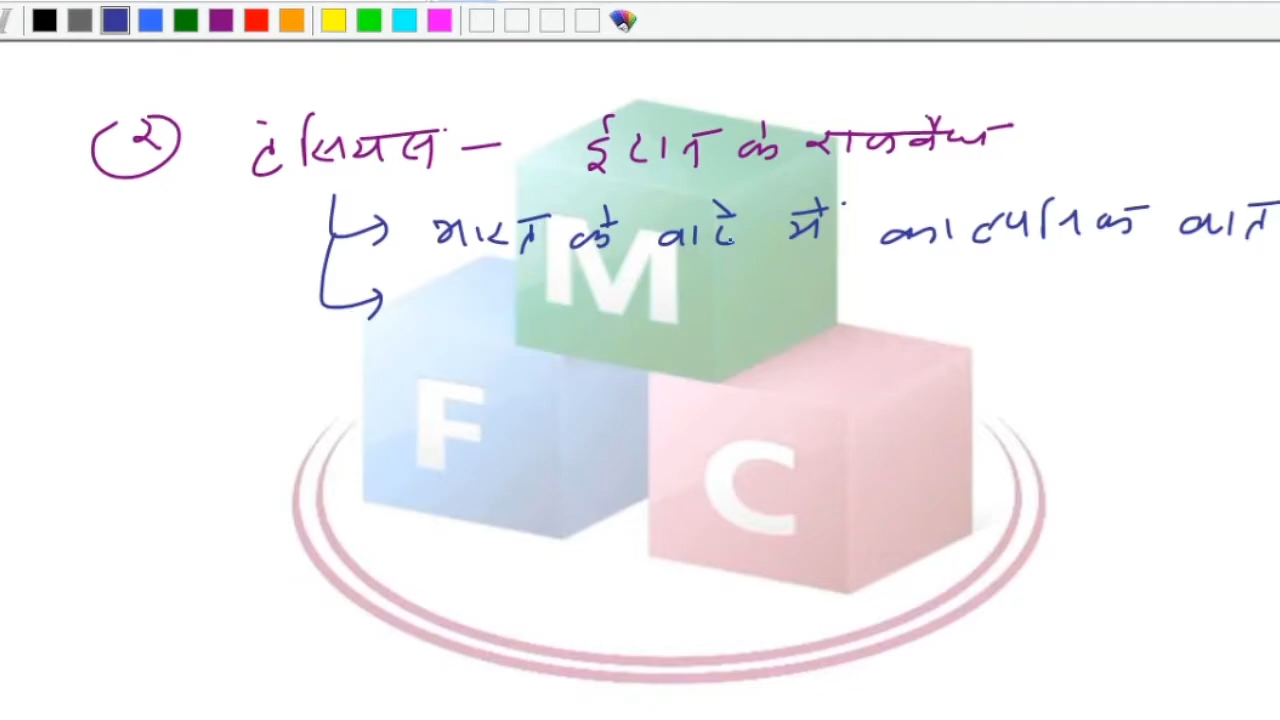 २ टेसियस - ईरान के राजवैद्य
भारत के बारे में काल्पनिक बातें
M
F
C